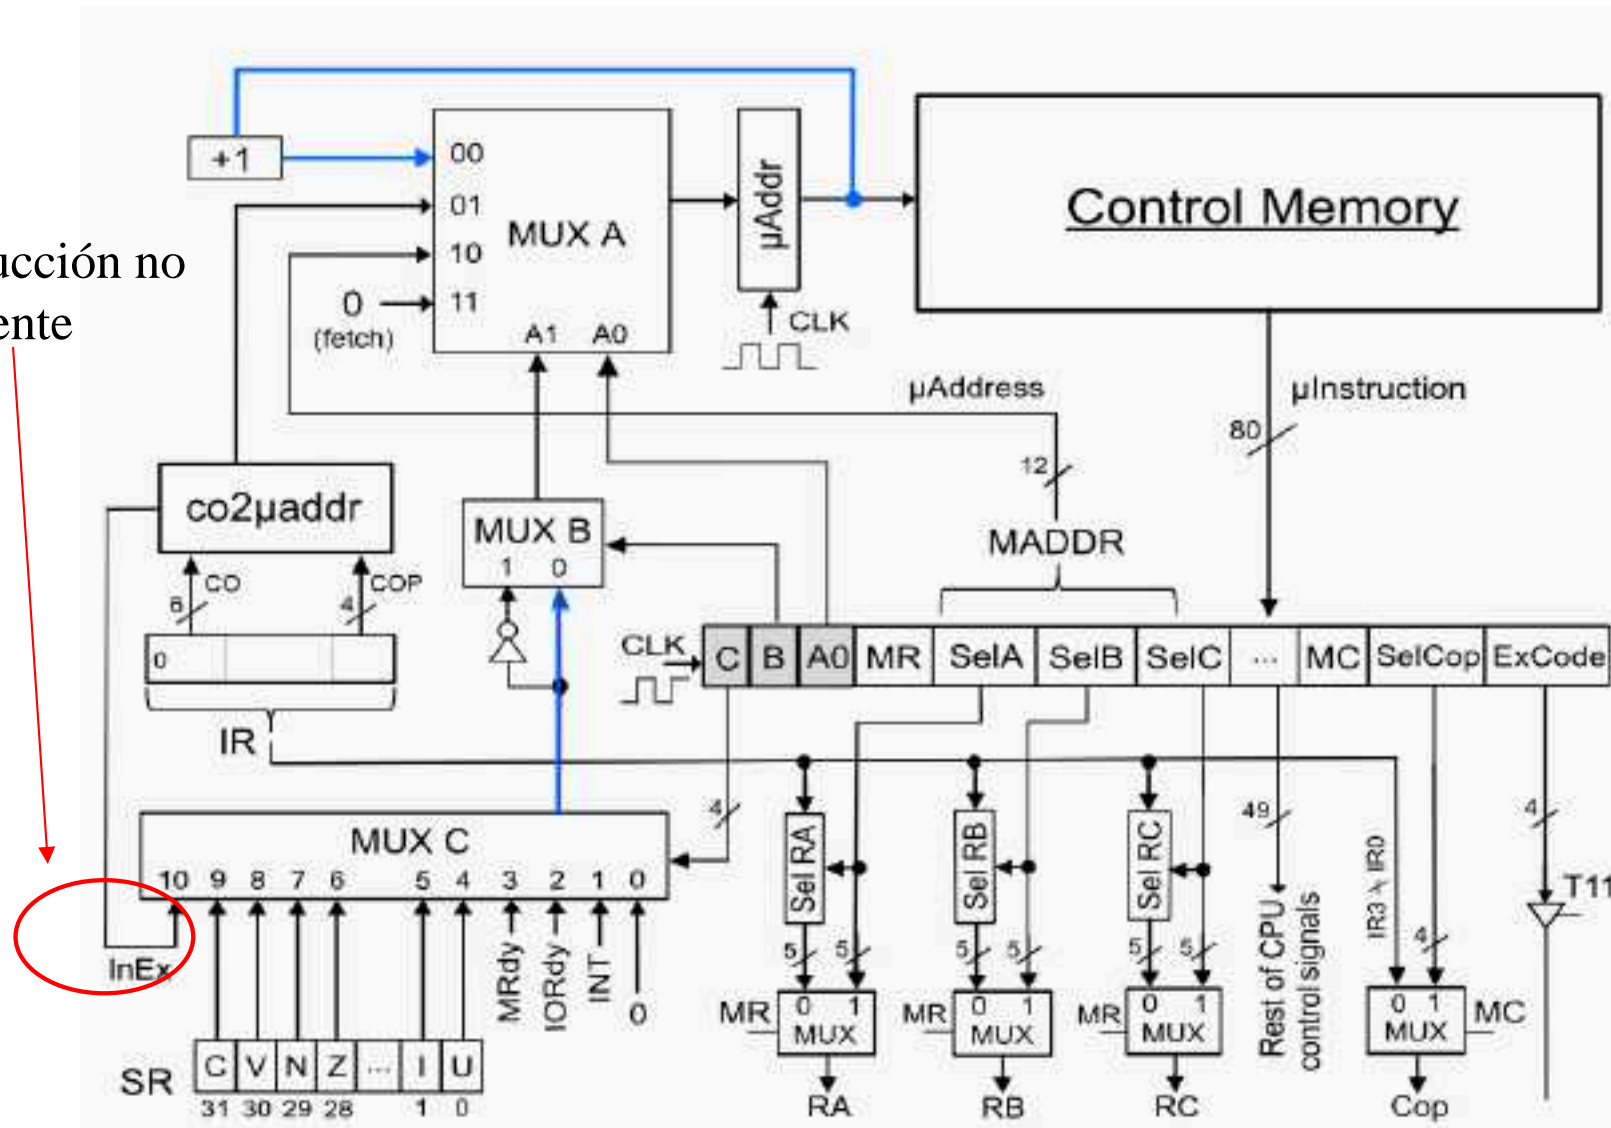 +1
00
01
10
11
MUX A
A1
A0
0
(fetch)
µAddr
CLK
Control Memory
ente
µAddress
µInstruction
80
12
co2µaddr
MUX B
1 0
MADDR
CO
COP
6
4
0
IR
CLK
C B A0 MR SelA SelB SelC ... MC SelCop ExCode
MUX C
10 9 8 7 6 5 4 3 2 1 0
4
Sel RA
Sel RB
Sel RC
49
4
T11
IR3
IR0
InEx
MRdy
IORdy
INT
0
5 5 5 5 5 5
4
Rest of CPU
control signals
MR
0 1
MUX
MR
0 1
MUX
MR
0 1
MUX
0 1
MUX
MC
SR
C V N Z ... I U
31 30 29 28 1 0
RA
RB
RC
Cop